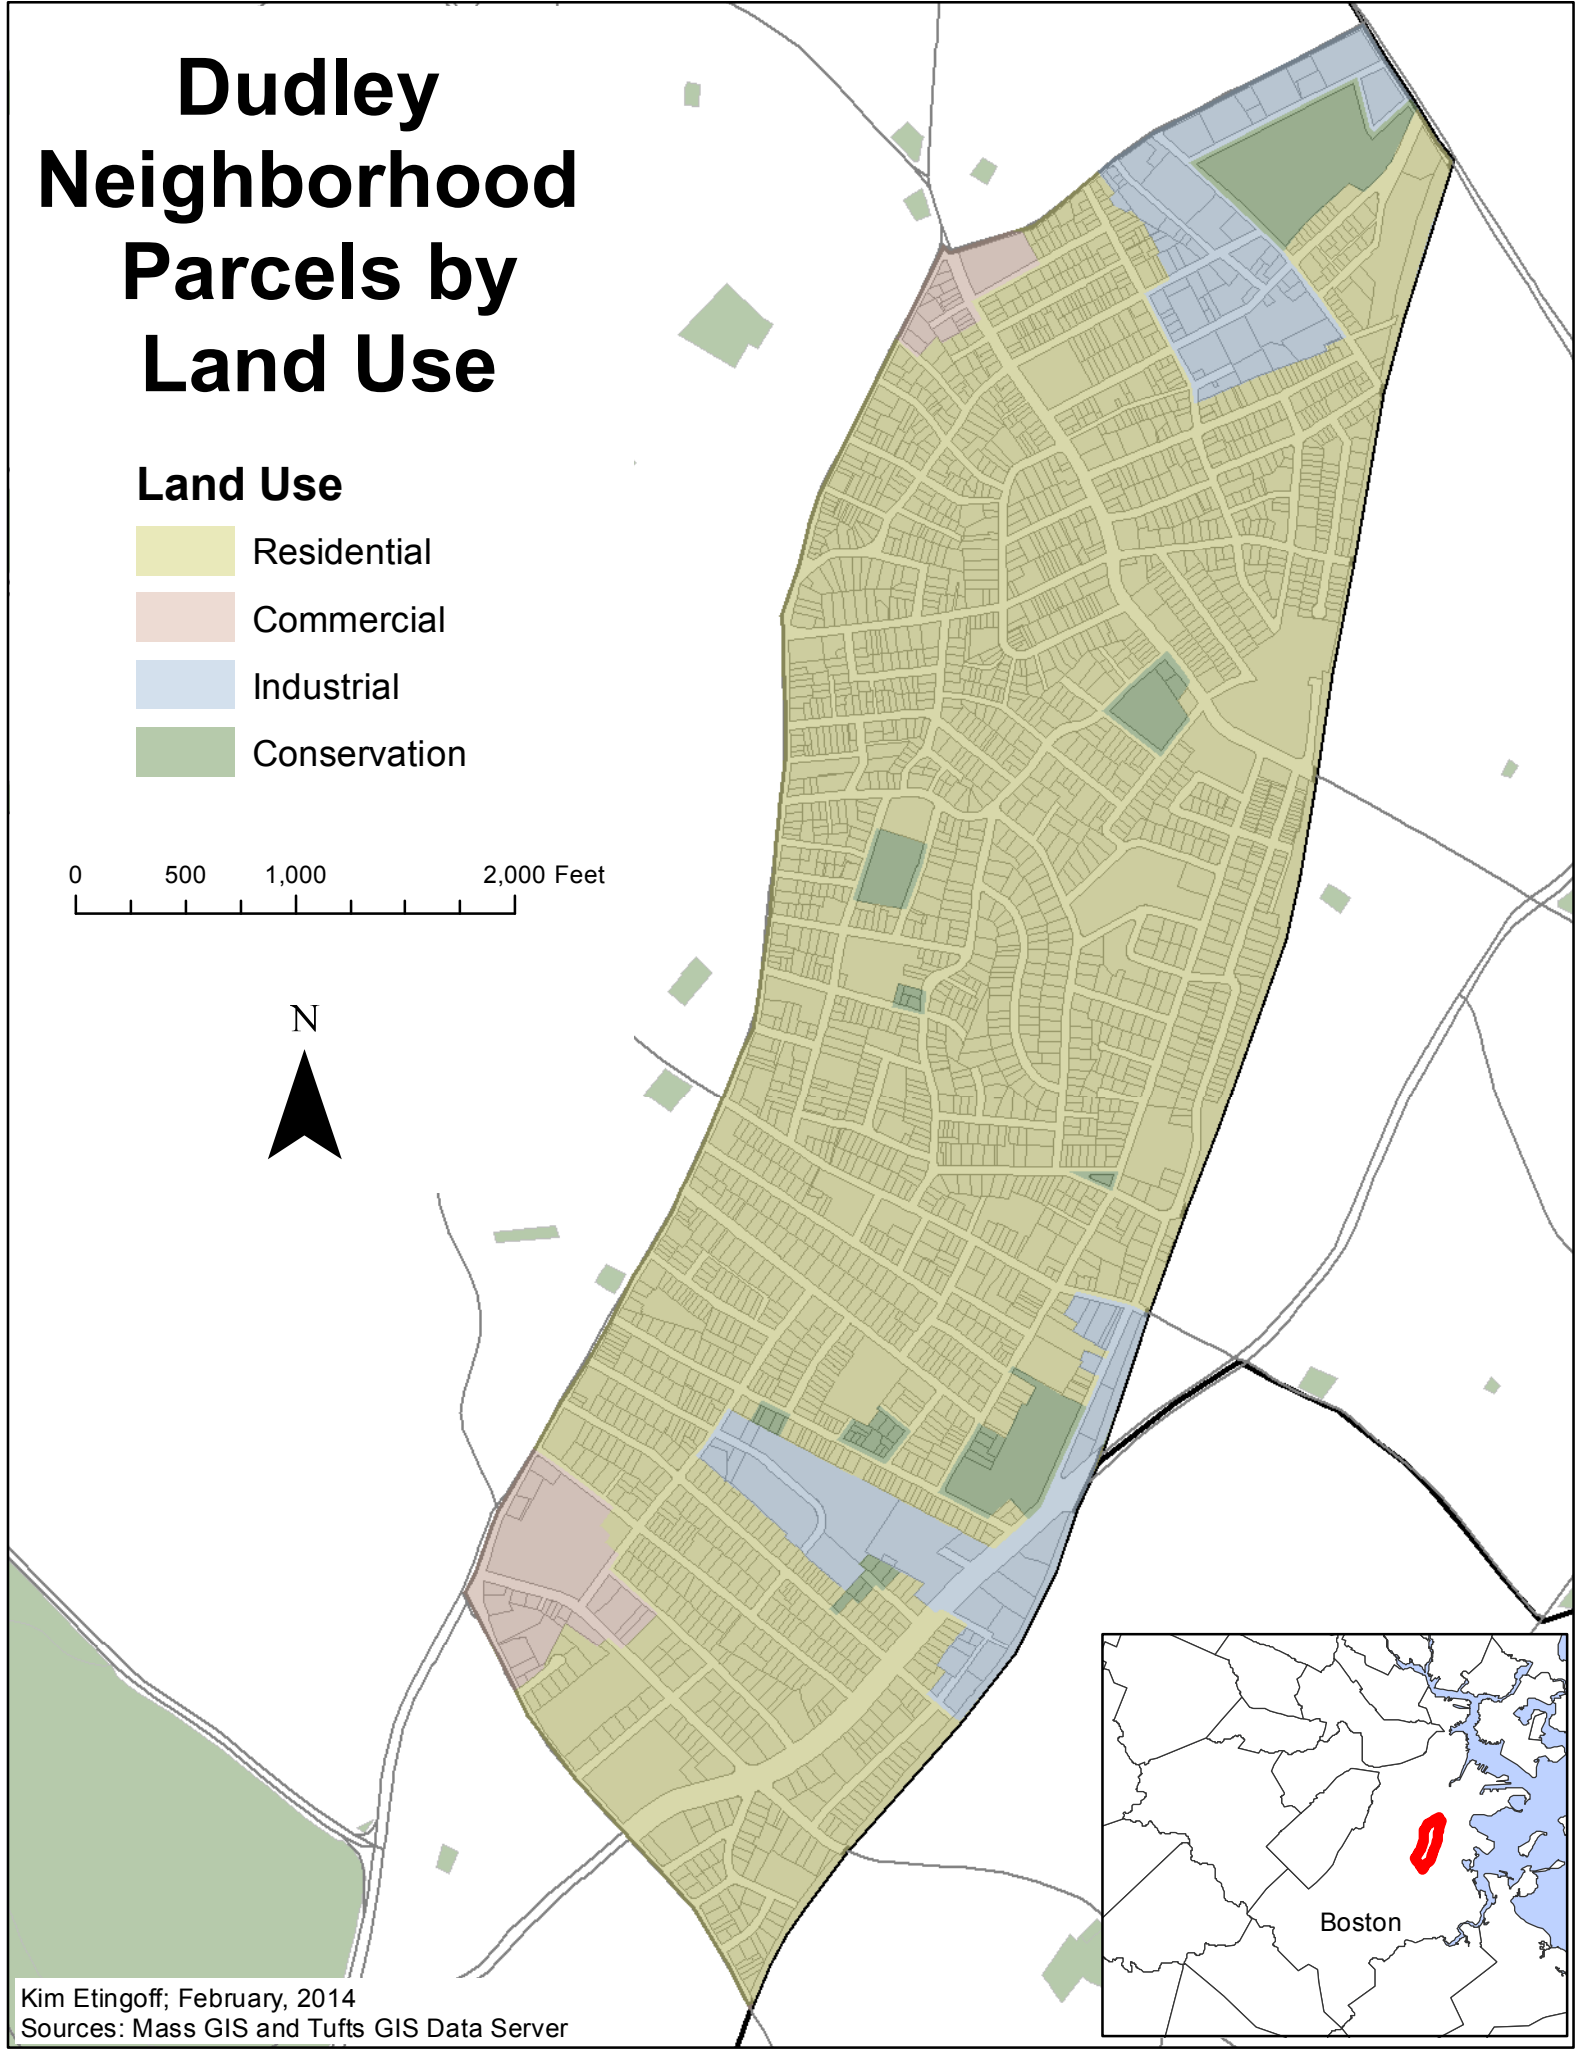 Dudley
Neighborhood
Parcels by
Land Use
Land Use
Residential
Commercial
Industrial
Conservation
0 500 1,000 2,000 Feet
N
Boston
Kim Etingoff; February, 2014
Sources: Mass GIS and Tufts GIS Data Server